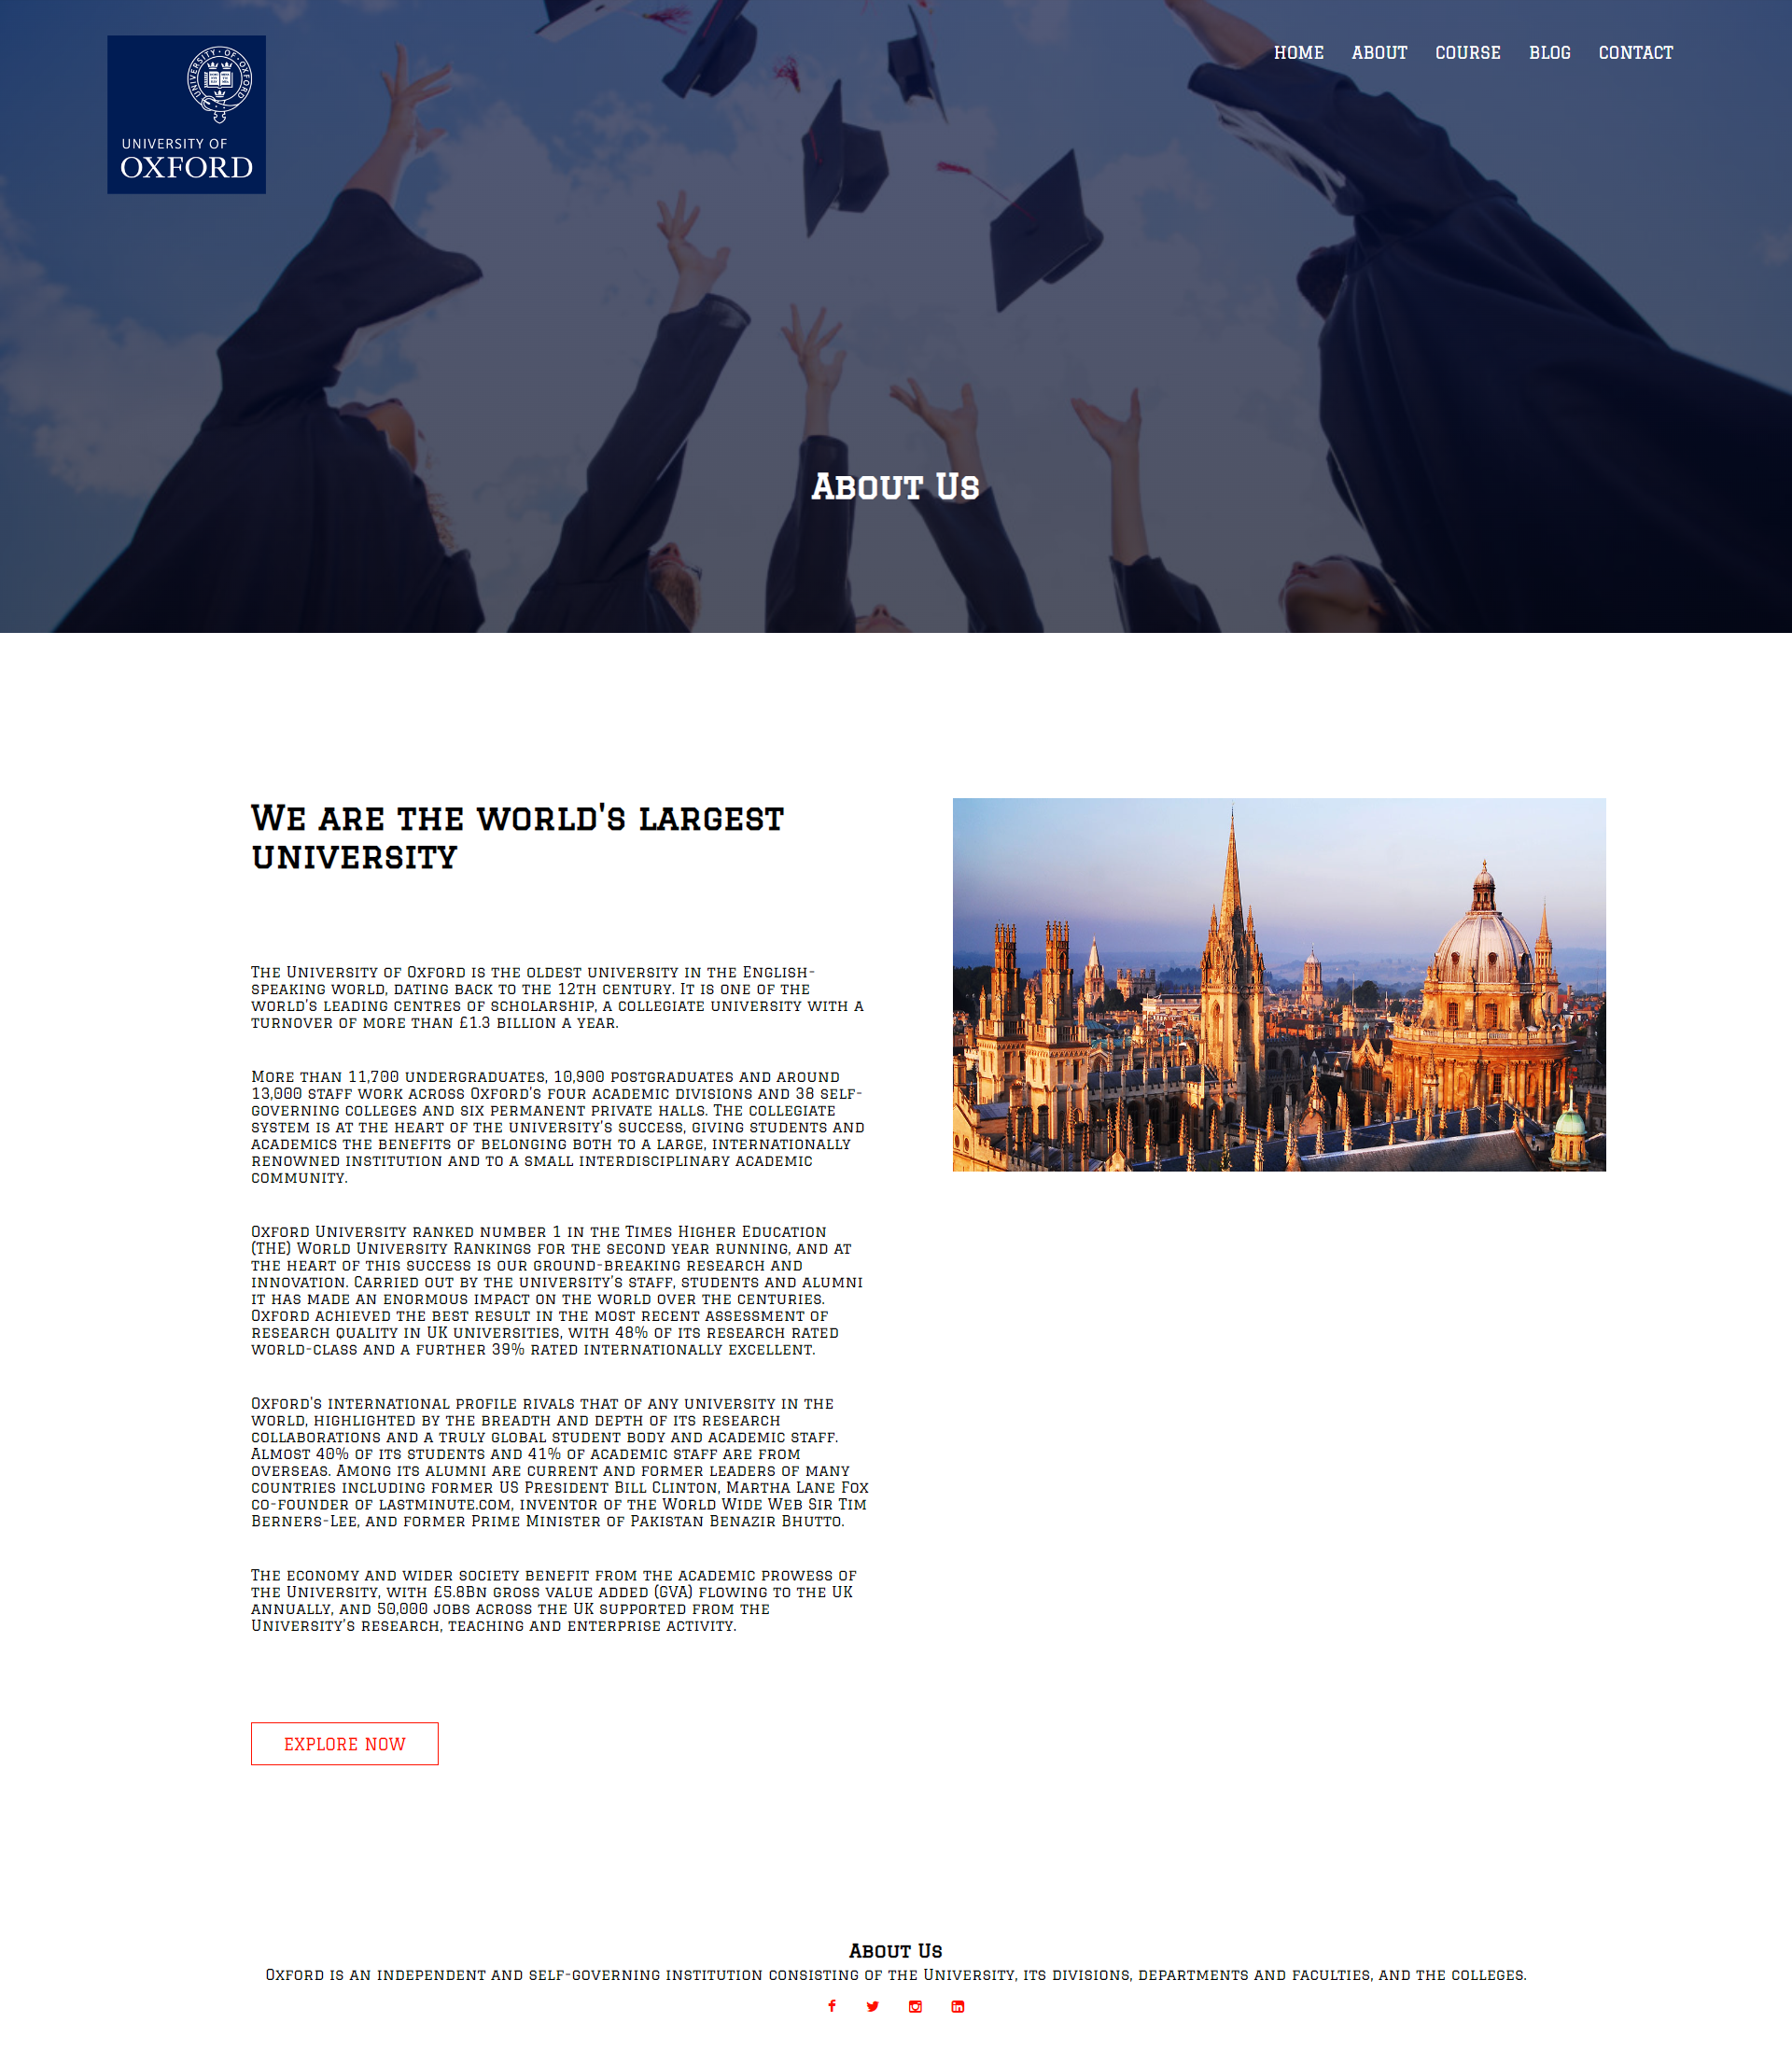 UNIVERSITY · OF · OXFORD
UNIVERSITY OF
OXFORD
HOME ABOUT COURSE BLOG CONTACT
About Us
We are the world's largest
university
The University of Oxford is the oldest university in the English-
speaking world, dating back to the 12th century. It is one of the
world's leading centres of scholarship, a collegiate university with a
turnover of more than £1.3 billion a year.
More than 11,700 undergraduates, 10,900 postgraduates and around
13,000 staff work across Oxford's four academic divisions and 38 self-
governing colleges and six permanent private halls. The collegiate
system is at the heart of the university's success, giving students and
academics the benefits of belonging both to a large, internationally
renowned institution and to a small interdisciplinary academic
community.
Oxford University ranked number 1 in the Times Higher Education
(THE) World University Rankings for the second year running, and at
the heart of this success is our ground-breaking research and
innovation. Carried out by the university's staff, students and alumni
it has made an enormous impact on the world over the centuries.
Oxford achieved the best result in the most recent assessment of
research quality in UK universities, with 48% of its research rated
world-class and a further 39% rated internationally excellent.
Oxford's international profile rivals that of any university in the
world, highlighted by the breadth and depth of its research
collaborations and a truly global student body and academic staff.
Almost 40% of its students and 41% of academic staff are from
overseas. Among its alumni are current and former leaders of many
countries including former US President Bill Clinton, Martha Lane Fox
co-founder of lastminute.com, inventor of the World Wide Web Sir Tim
Berners-Lee, and former Prime Minister of Pakistan Benazir Bhutto.
The economy and wider society benefit from the academic prowess of
the University, with £5.8Bn gross value added (GVA) flowing to the UK
annually, and 50,000 jobs across the UK supported from the
University's research, teaching and enterprise activity.
EXPLORE NOW
About Us
Oxford is an independent and self-governing institution consisting of the University, its divisions, departments and faculties, and the colleges.